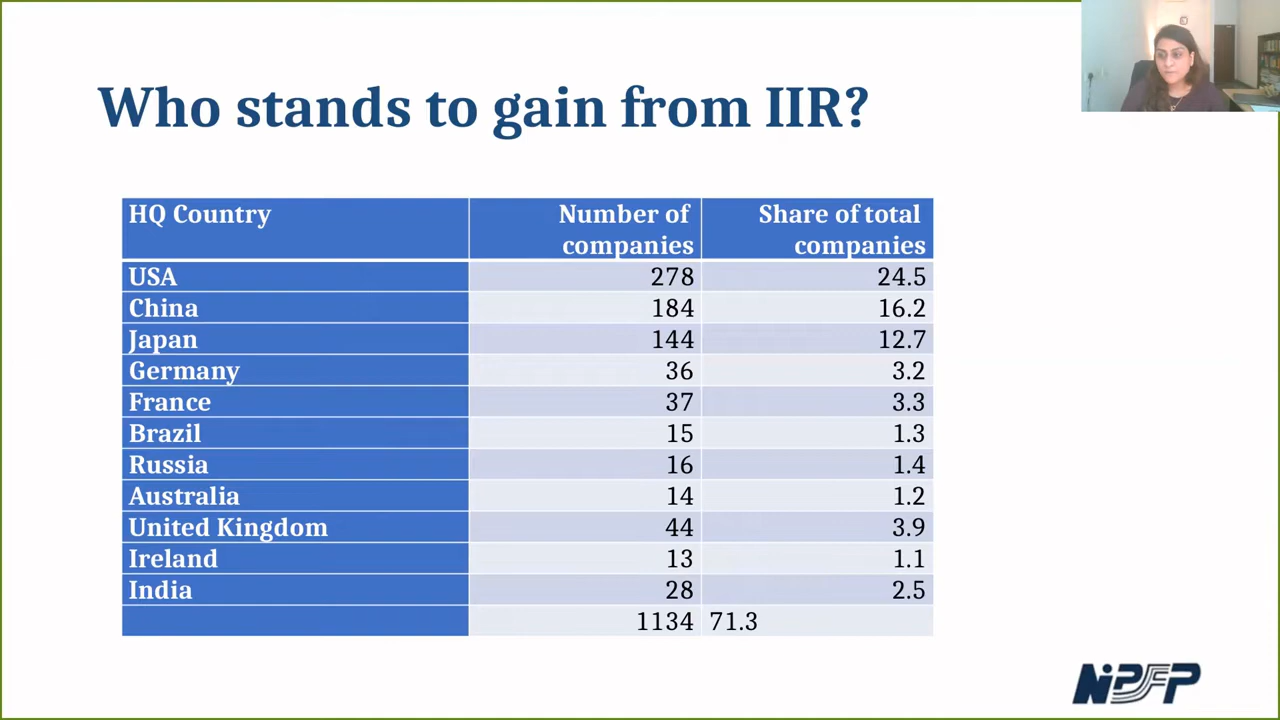 Who stands to gain from IIR?
HQ Country Number of companies Share of total companies
USA 278 24.5
China 184 16.2
Japan 144 12.7
Germany 36 3.2
France 37 3.3
Brazil 15 1.3
Russia 16 1.4
Australia 14 1.2
United Kingdom 44 3.9
Ireland 13 1.1
India 28 2.5
1134 71.3
NIPFP